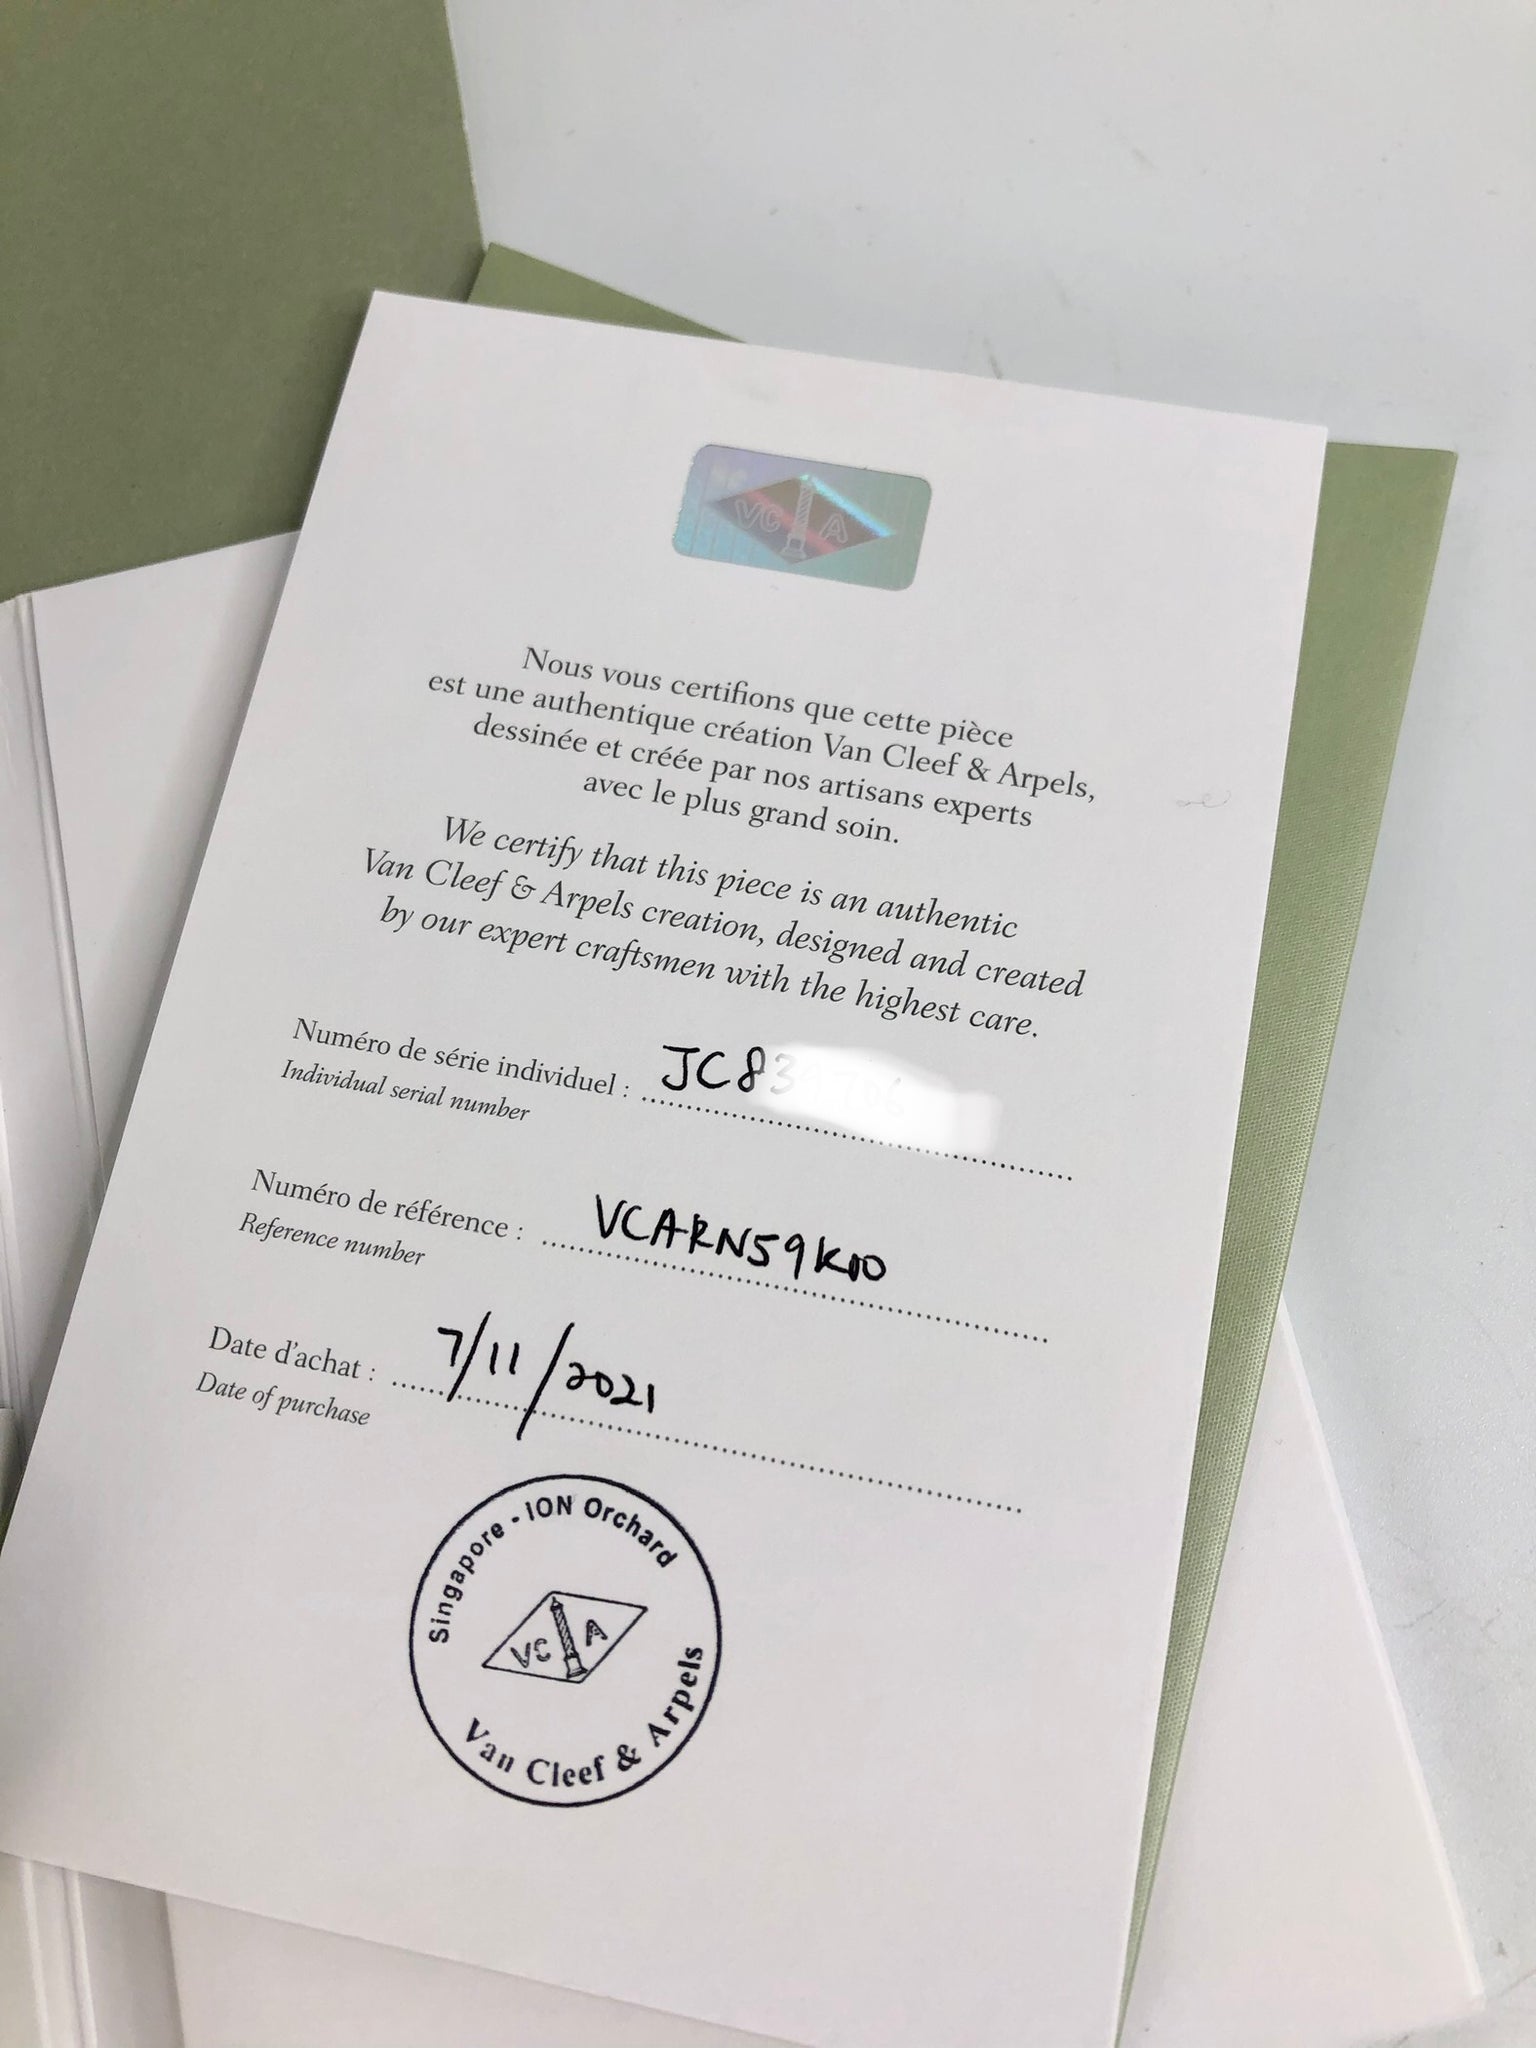 VC A
Nous vous certifions que cette pièce
est une authentique création Van Cleef & Arpels,
dessinée et créée par nos artisans experts
avec le plus grand soin.
We certify that this piece is an authentic
Van Cleef & Arpels creation, designed and created
by our expert craftsmen with the highest care.
Numéro de série individuel :
Individual serial number
Numéro de référence : VCARN59K00
Reference number
Date d'achat : 7/11/2021
Date of purchase
Singapore - ION Orchard
VC A
Van Cleef & Arpels